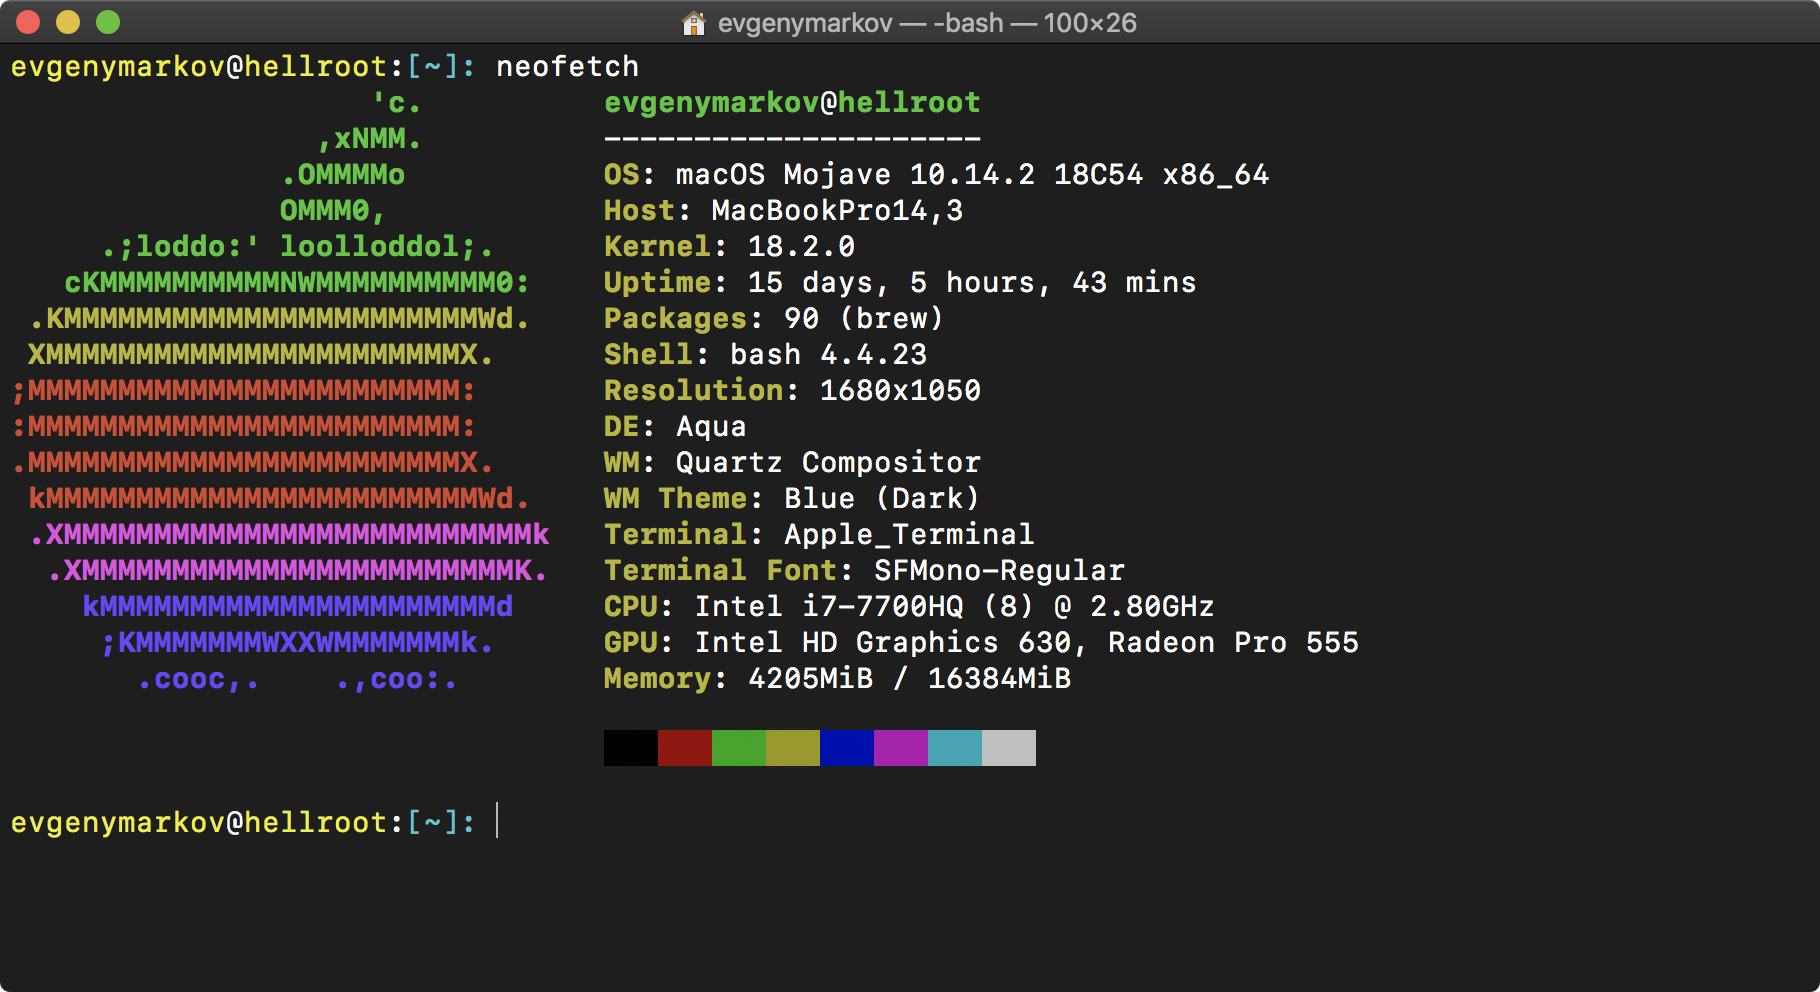 evgenymarkov — -bash — 100×26
evgenymarkov@hellroot:[~]: neofetch
                    'c.          evgenymarkov@hellroot
                 ,xNMM.          ---------------------
               .OMMMMo           OS: macOS Mojave 10.14.2 18C54 x86_64
               OMMM0,            Host: MacBookPro14,3
     .;loddo:' loolloddol;.      Kernel: 18.2.0
   cKMMMMMMMMMMNWMMMMMMMMMM0:    Uptime: 15 days, 5 hours, 43 mins
 .KMMMMMMMMMMMMMMMMMMMMMMMWd.    Packages: 90 (brew)
 XMMMMMMMMMMMMMMMMMMMMMMMX.      Shell: bash 4.4.23
;MMMMMMMMMMMMMMMMMMMMMMMM:       Resolution: 1680x1050
:MMMMMMMMMMMMMMMMMMMMMMMM:       DE: Aqua
.MMMMMMMMMMMMMMMMMMMMMMMMX.      WM: Quartz Compositor
 kMMMMMMMMMMMMMMMMMMMMMMMMWd.    WM Theme: Blue (Dark)
 .XMMMMMMMMMMMMMMMMMMMMMMMMMMk   Terminal: Apple_Terminal
  .XMMMMMMMMMMMMMMMMMMMMMMMMK.   Terminal Font: SFMono-Regular
    kMMMMMMMMMMMMMMMMMMMMMMd     CPU: Intel i7-7700HQ (8) @ 2.80GHz
     ;KMMMMMMMWXXWMMMMMMMk.      GPU: Intel HD Graphics 630, Radeon Pro 555
       .cooc,.    .,coo:.        Memory: 4205MiB / 16384MiB
evgenymarkov@hellroot:[~]: